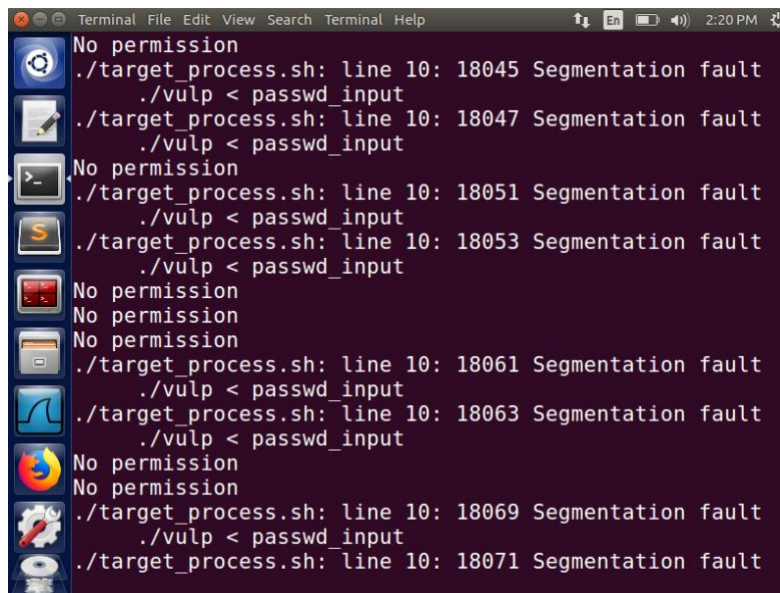 Terminal File Edit View Search Terminal Help En 2:20 PM
No permission
./target_process.sh: line 10: 18045 Segmentation fault
./vulp < passwd_input
./target_process.sh: line 10: 18047 Segmentation fault
./vulp < passwd_input
No permission
./target_process.sh: line 10: 18051 Segmentation fault
./vulp < passwd_input
./target_process.sh: line 10: 18053 Segmentation fault
./vulp < passwd_input
No permission
No permission
No permission
./target_process.sh: line 10: 18061 Segmentation fault
./vulp < passwd_input
./target_process.sh: line 10: 18063 Segmentation fault
./vulp < passwd_input
No permission
No permission
./target_process.sh: line 10: 18069 Segmentation fault
./vulp < passwd_input
./target_process.sh: line 10: 18071 Segmentation fault